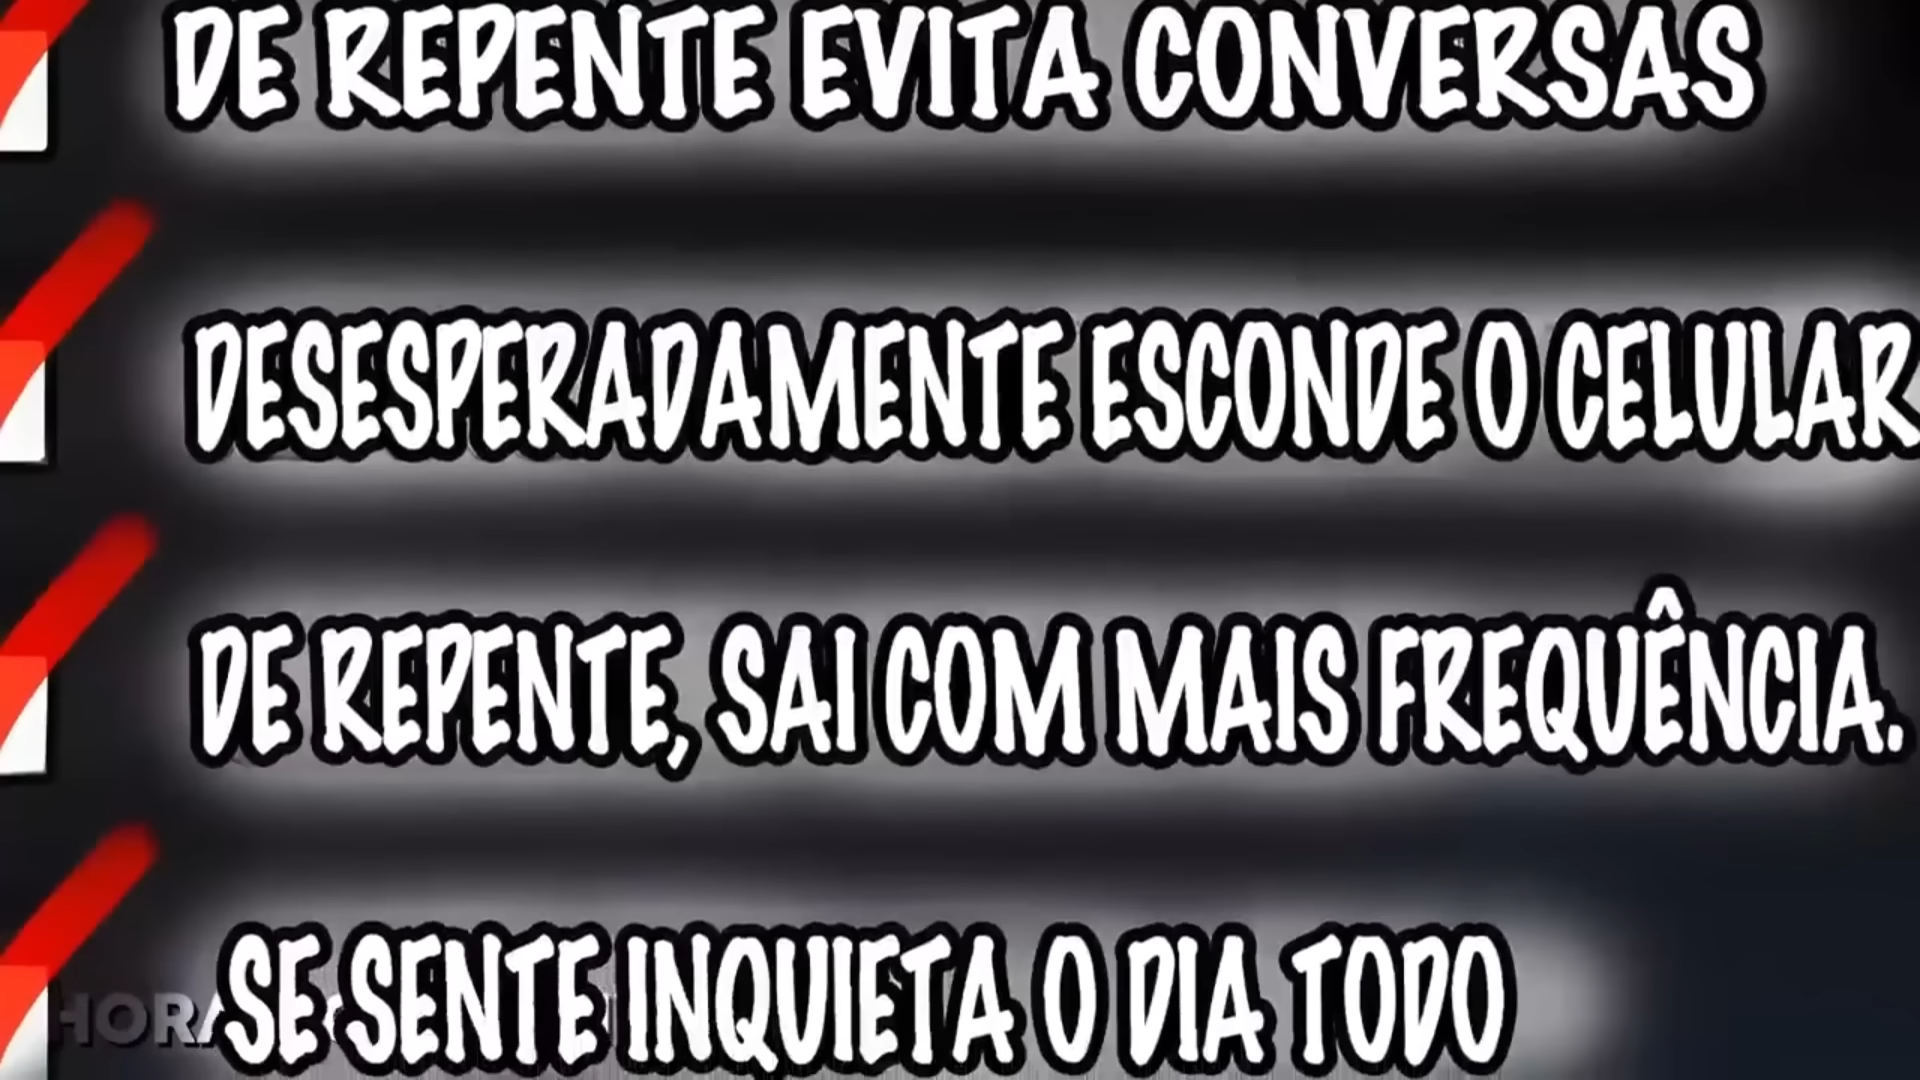 DE REPENTE EVITA CONVERSAS
DESESPERADAMENTE ESCONDE O CELULAR
DE REPENTE, SAI COM MAIS FREQUÊNCIA.
SE SENTE INQUIETA O DIA TODO